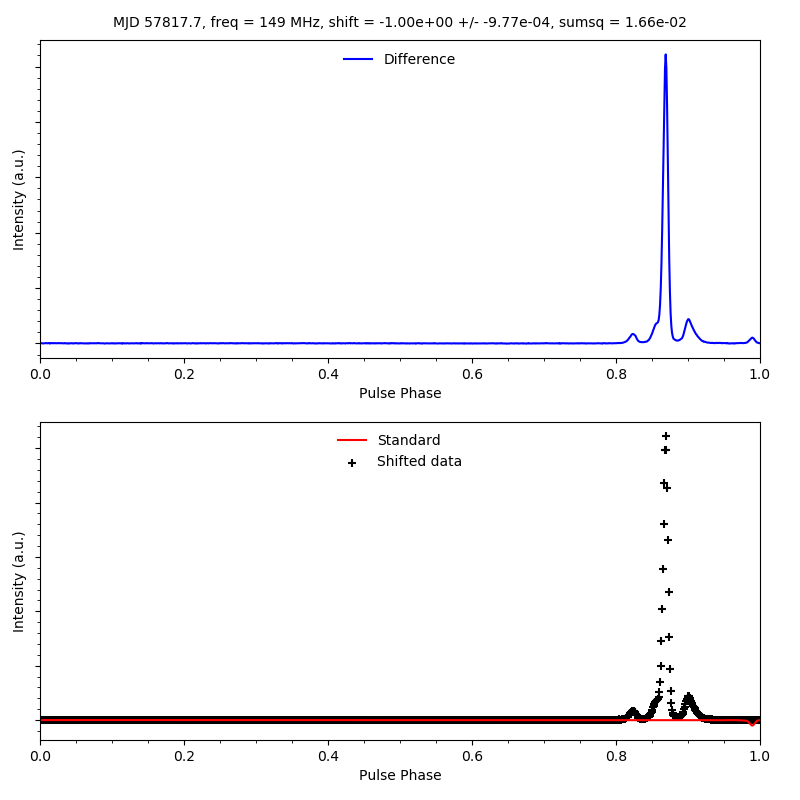 MJD 57817.7, freq = 149 MHz, shift = -1.00e+00 +/- -9.77e-04, sumsq = 1.66e-02
Difference
Intensity (a.u.)
0.0 0.2 0.4 0.6 0.8 1.0
Pulse Phase
Standard
Shifted data
Intensity (a.u.)
0.0 0.2 0.4 0.6 0.8 1.0
Pulse Phase